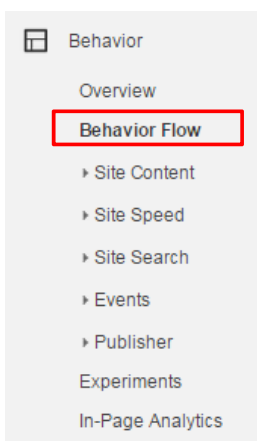 Behavior
Overview
Behavior Flow
Site Content
Site Speed
Site Search
Events
Publisher
Experiments
In-Page Analytics